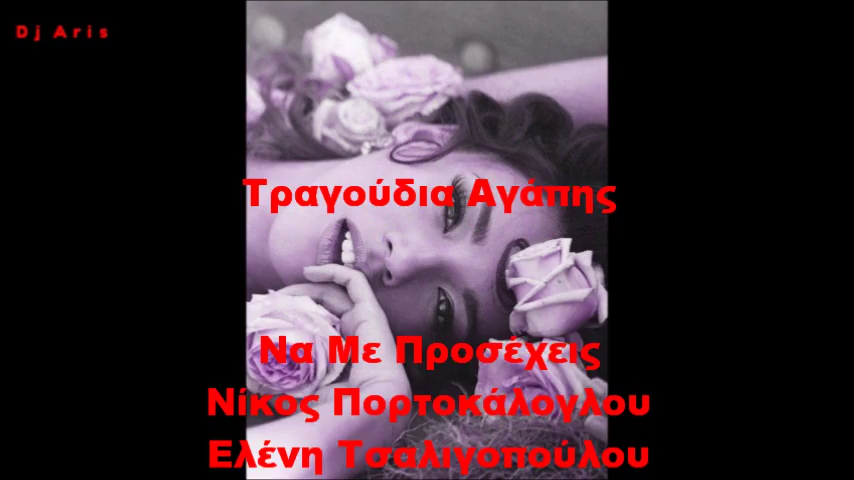 Dj Aris
Τραγούδια Αγάπης
Να Με Προσέχεις
Νίκος Πορτοκάλογλου
Ελένη Τσαλιγοπούλου